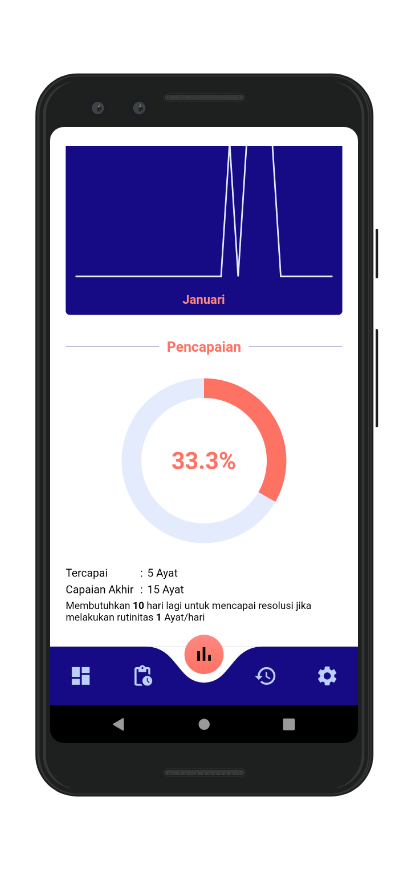 Januari
Pencapaian
33.3%
Tercapai : 5 Ayat
Capaian Akhir : 15 Ayat
Membutuhkan 10 hari lagi untuk mencapai resolusi jika
melakukan rutinitas 1 Ayat/hari